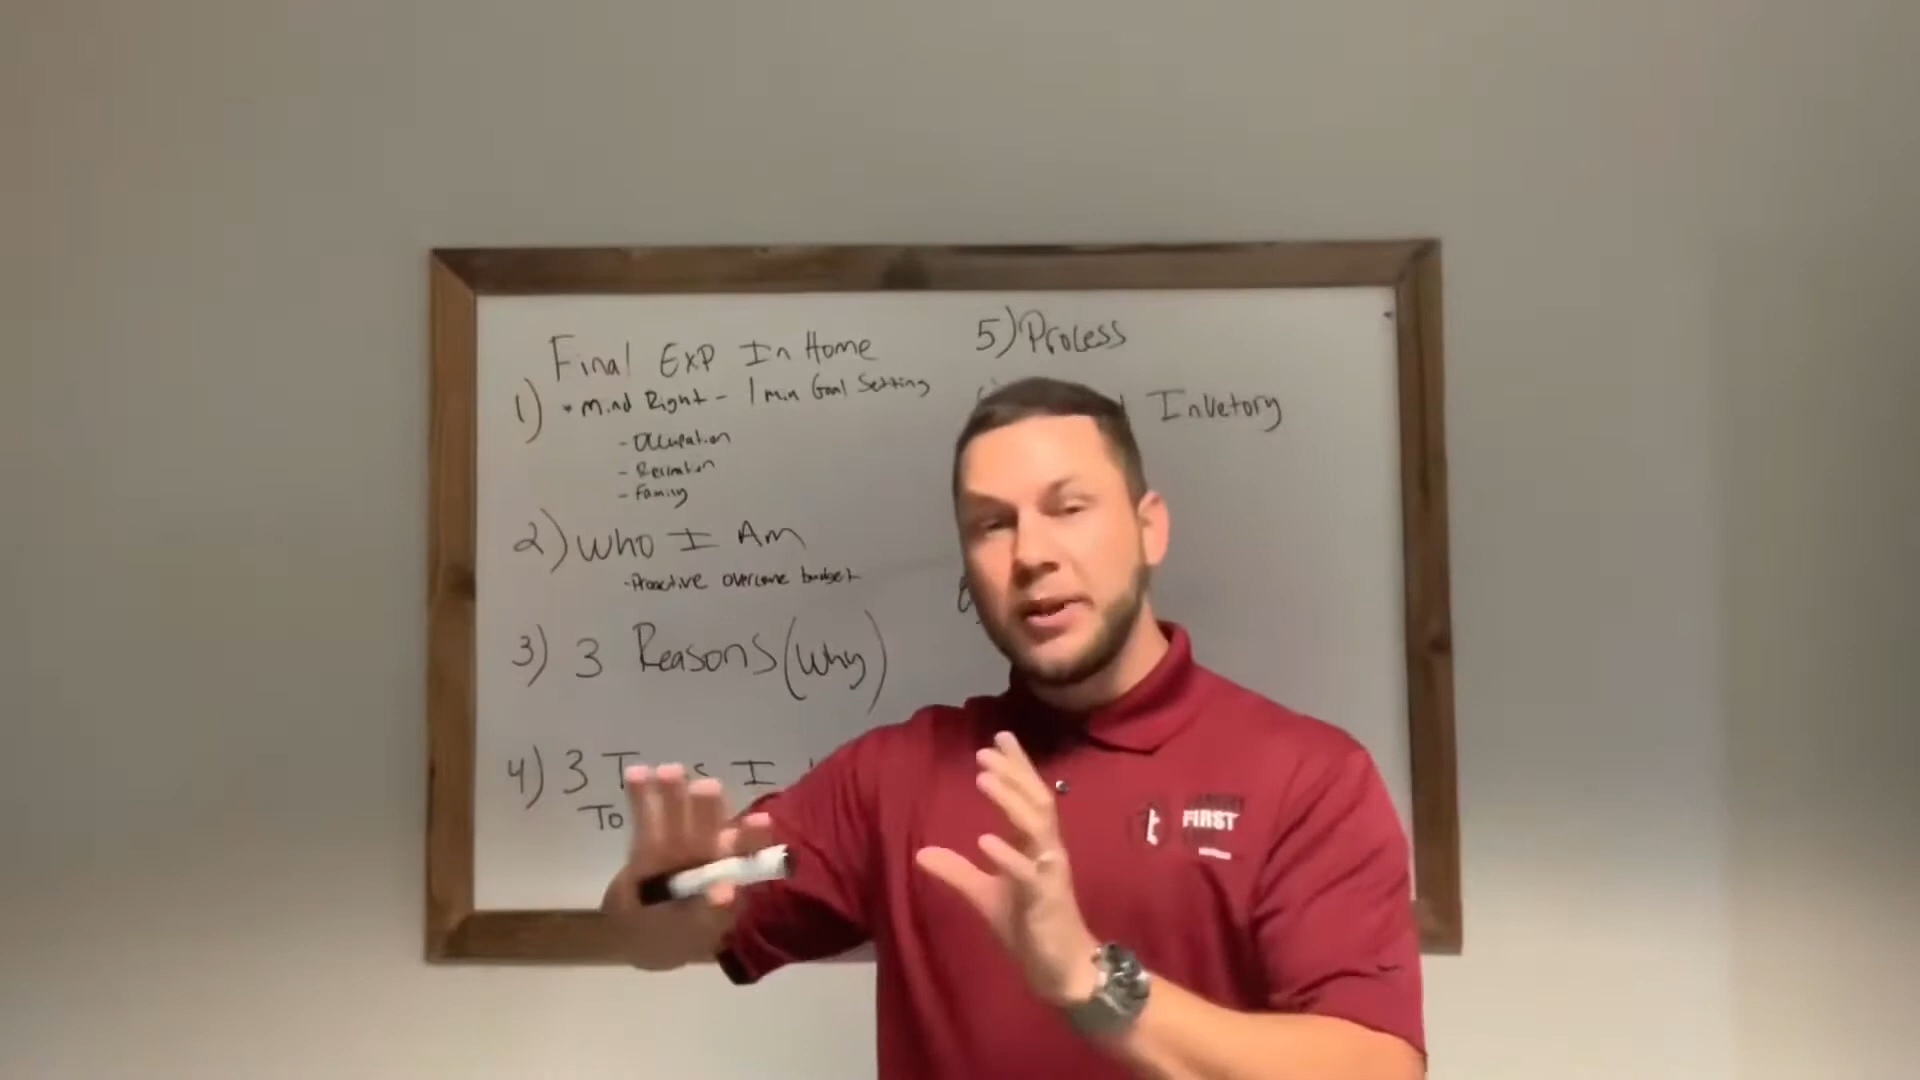 Final Exp In Home
1) • Mind Right - 1 min Goal Setting
- Occupation
- Recreation
- Family
2) Who I Am
- Proactive overcome budget
3) 3 Reasons (Why)
4) 3 I
To
5) Process
Invetory
FIRST